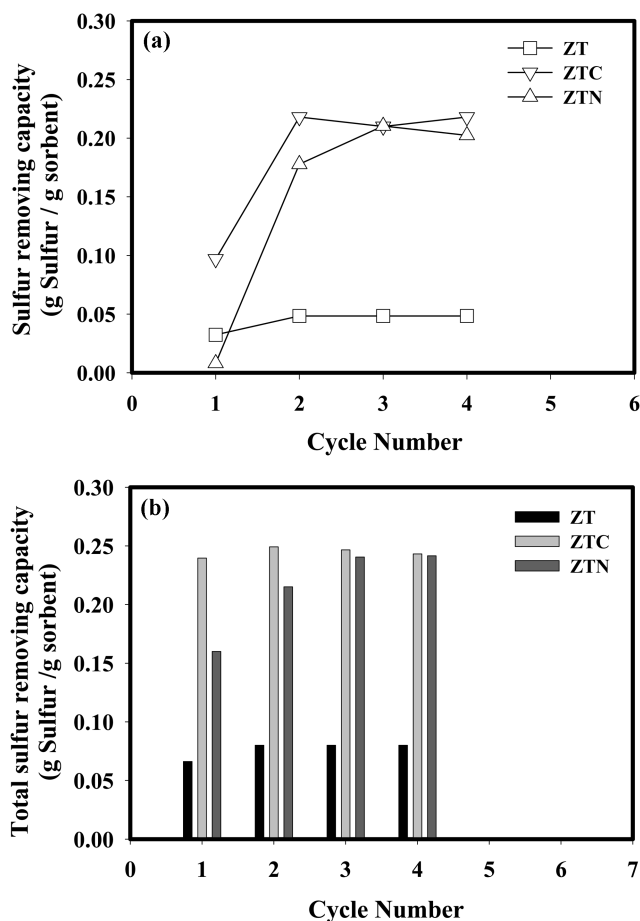 (a)
ZT
ZTC
ZTN
Sulfur removing capacity
(g Sulfur / g sorbent)
0.30
0.25
0.20
0.15
0.10
0.05
0.00
0 1 2 3 4 5 6
Cycle Number
(b)
ZT
ZTC
ZTN
Total sulfur removing capacity
(g Sulfur /g sorbent)
0.30
0.25
0.20
0.15
0.10
0.05
0.00
0 1 2 3 4 5 6 7
Cycle Number